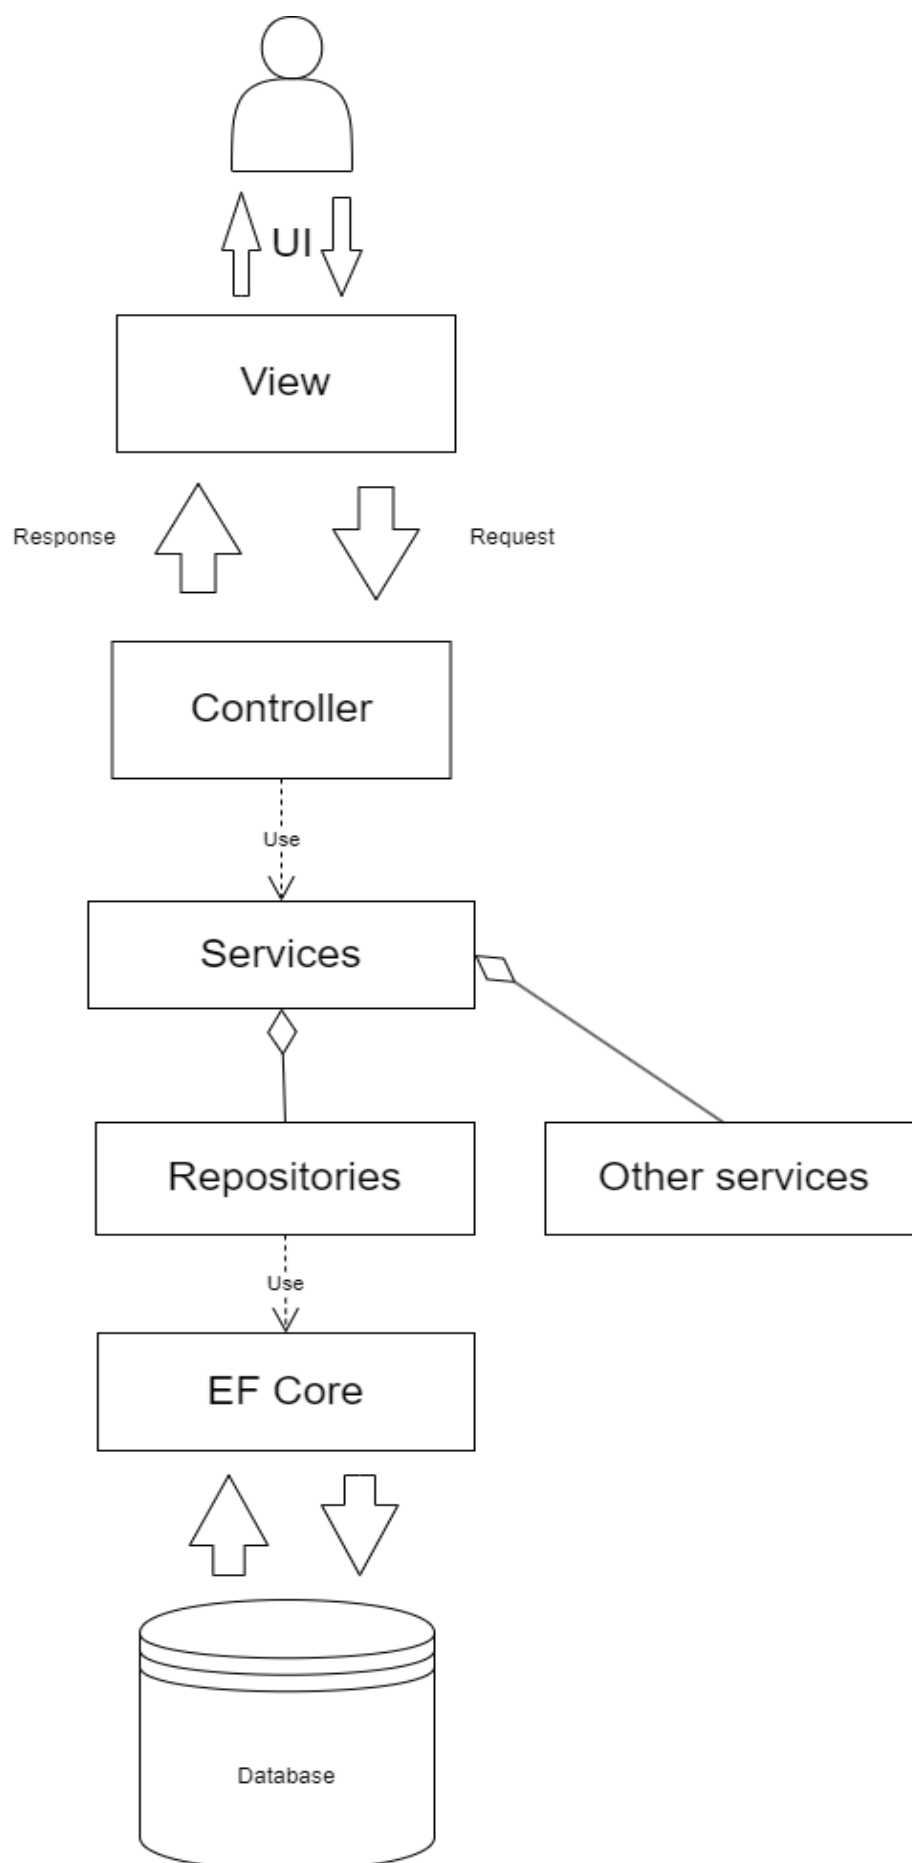 UI
View
Response
Request
Controller
Use
Services
Repositories
Other services
Use
EF Core
Database